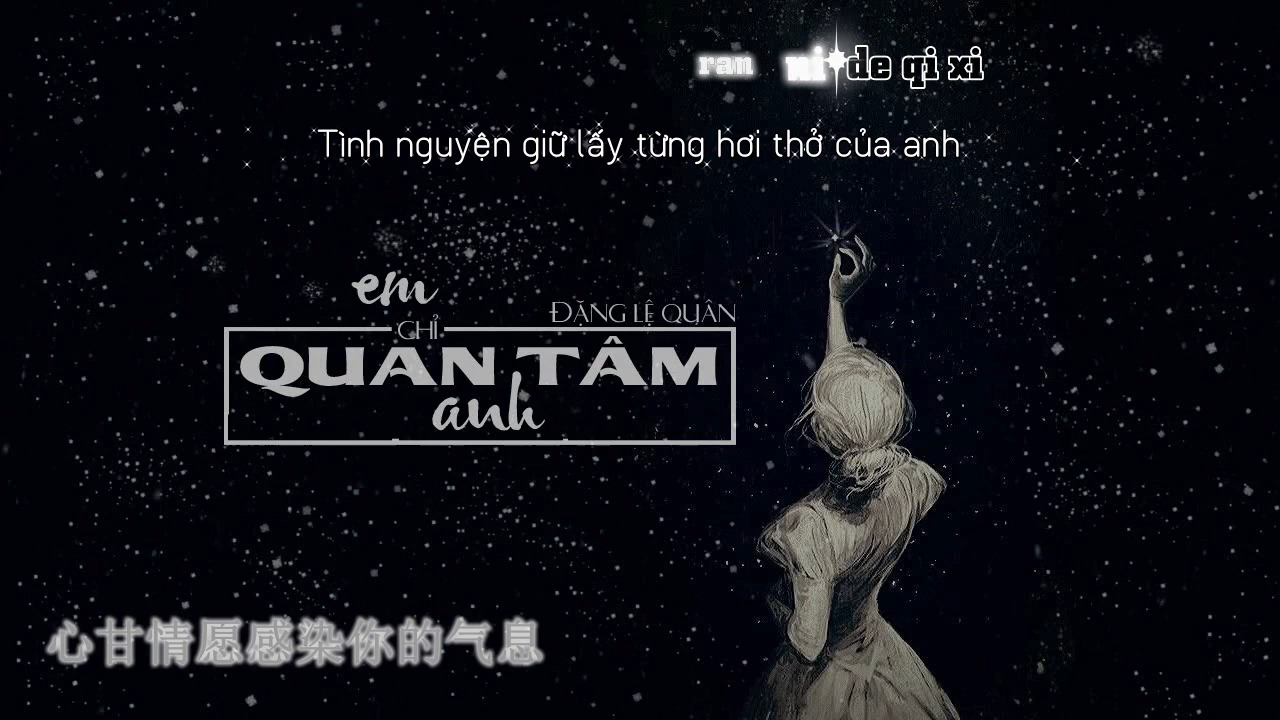 ran ni de qi xi
Tình nguyện giữ lấy từng hơi thở của anh
em
ĐẶNG LỆ QUÂN
CHỈ
QUAN TÂM
anh
心甘情愿感染你的气息